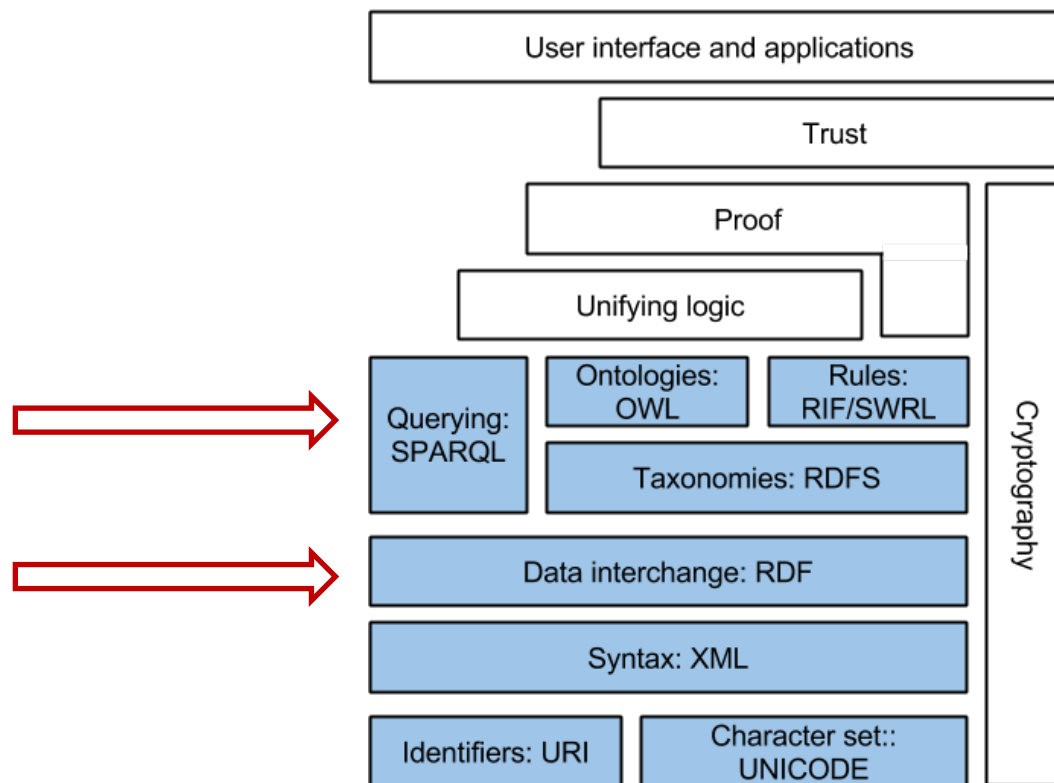 User interface and applications
Trust
Proof
Unifying logic
Querying:
SPARQL
Ontologies:
OWL
Rules:
RIF/SWRL
Taxonomies: RDFS
Cryptography
Data interchange: RDF
Syntax: XML
Identifiers: URI
Character set::
UNICODE